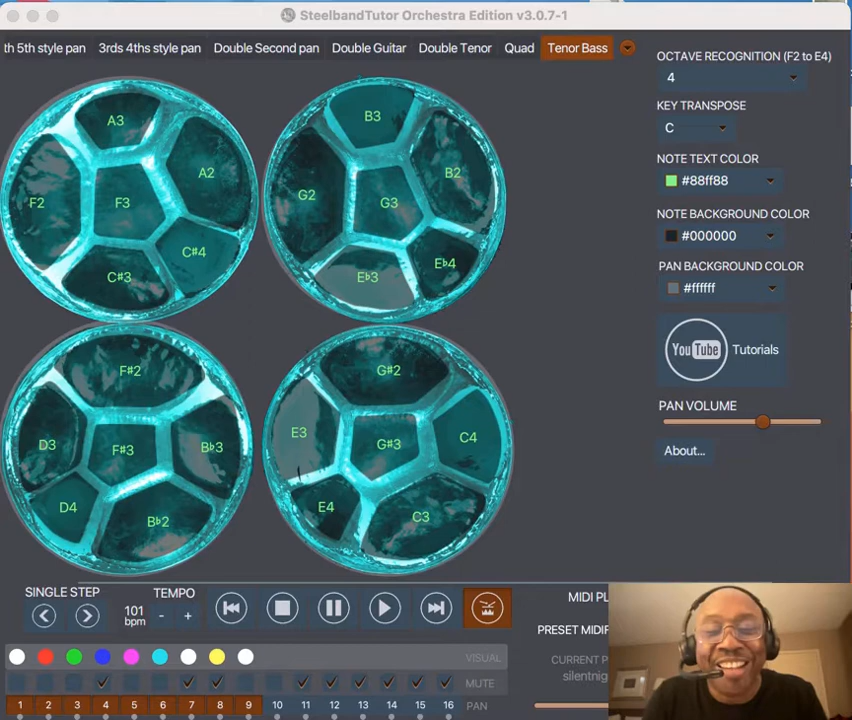 SteelbandTutor Orchestra Edition v3.0.7-1
th 5th style pan 3rds 4ths style pan Double Second pan Double Guitar Double Tenor Quad Tenor Bass
OCTAVE RECOGNITION (F2 to E4)
4
KEY TRANSPOSE
C
NOTE TEXT COLOR
#88ff88
NOTE BACKGROUND COLOR
#000000
PAN BACKGROUND COLOR
#ffffff
You Tube Tutorials
PAN VOLUME
About...
A3
F2 F3 A2
C#3 C#4
B3
G2 G3 B2
E♭3 E♭4
F#2
D3 F#3 B♭3
D4 B♭2
G#2
E3 G#3 C4
E4 C3
SINGLE STEP TEMPO
101
bpm - +
MIDI PL
PRESET MIDIF
CURRENT P
silentnig
VISUAL
MUTE
1 2 3 4 5 6 7 8 9 10 11 12 13 14 15 16 PAN